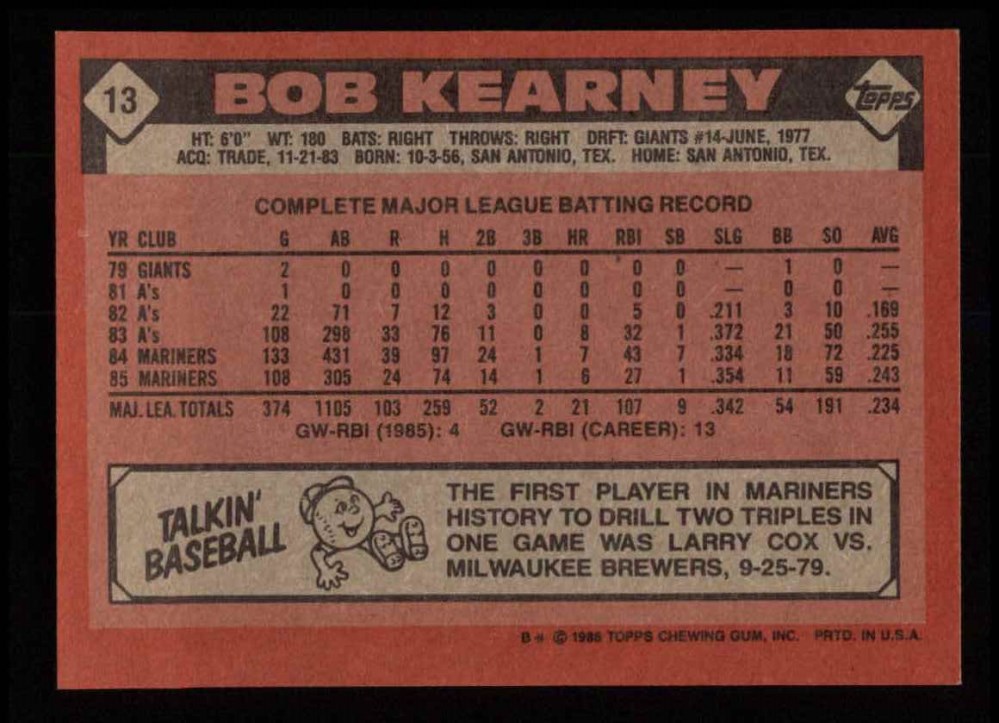 13 BOB KEARNEY topps
HT: 6'0" WT: 180 BATS: RIGHT THROWS: RIGHT DRFT: GIANTS #14-JUNE, 1977
ACQ: TRADE, 11-21-83 BORN: 10-3-56, SAN ANTONIO, TEX. HOME: SAN ANTONIO, TEX.
COMPLETE MAJOR LEAGUE BATTING RECORD
YR CLUB G AB R H 2B 3B HR RBI SB SLG BB SO AVG
79 GIANTS 2 0 0 0 0 0 0 0 0 — 1 0 —
81 A's 1 0 0 0 0 0 0 0 0 — 0 0 —
82 A's 22 71 7 12 3 0 0 5 0 .211 3 10 .169
83 A's 108 298 33 76 11 0 8 32 1 .372 21 50 .255
84 MARINERS 133 431 39 97 24 1 7 43 7 .334 18 72 .225
85 MARINERS 108 305 24 74 14 1 6 27 1 .354 11 59 .243
MAJ. LEA. TOTALS 374 1105 103 259 52 2 21 107 9 .342 54 191 .234
GW-RBI (1985): 4 GW-RBI (CAREER): 13
TALKIN'
BASEBALL
THE FIRST PLAYER IN MARINERS
HISTORY TO DRILL TWO TRIPLES IN
ONE GAME WAS LARRY COX VS.
MILWAUKEE BREWERS, 9-25-79.
B* © 1986 TOPPS CHEWING GUM, INC. PRTD. IN U.S.A.